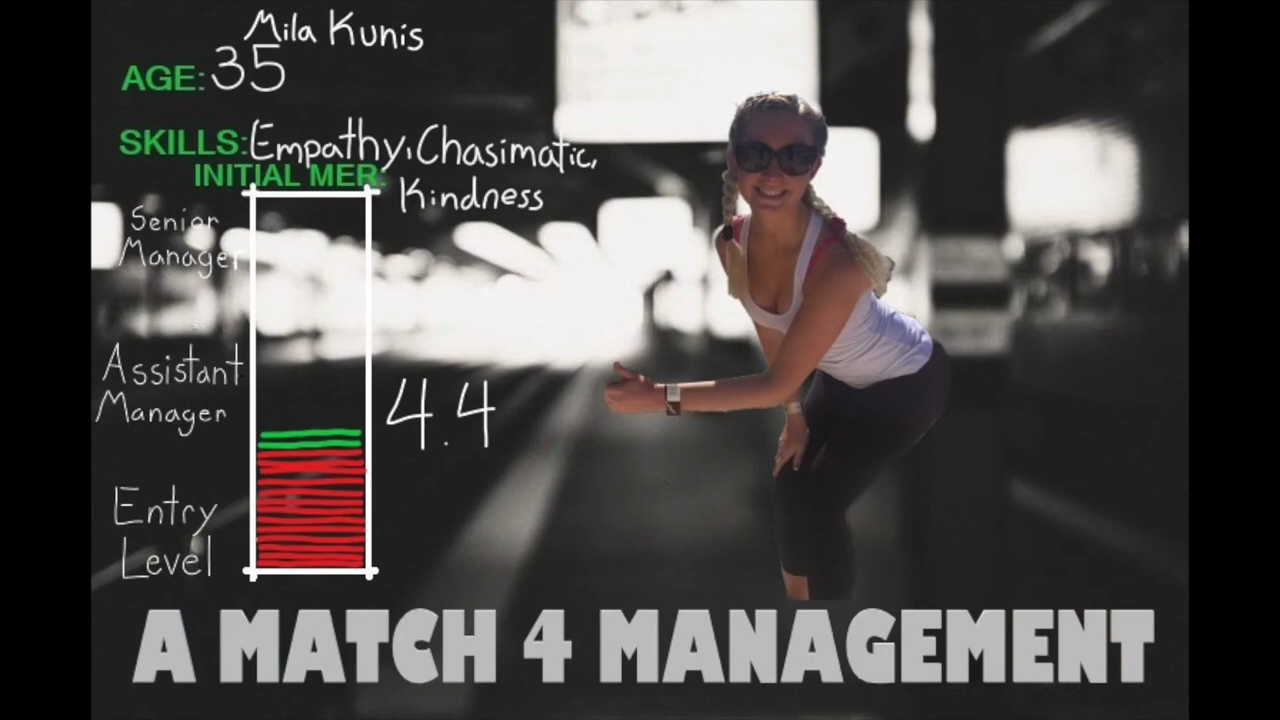 Mila Kunis
AGE: 35
SKILLS: Empathy, Chasimatic,
Kindness
INITIAL MER:
Senior
Manager
Assistant
Manager
4.4
Entry
Level
A MATCH 4 MANAGEMENT